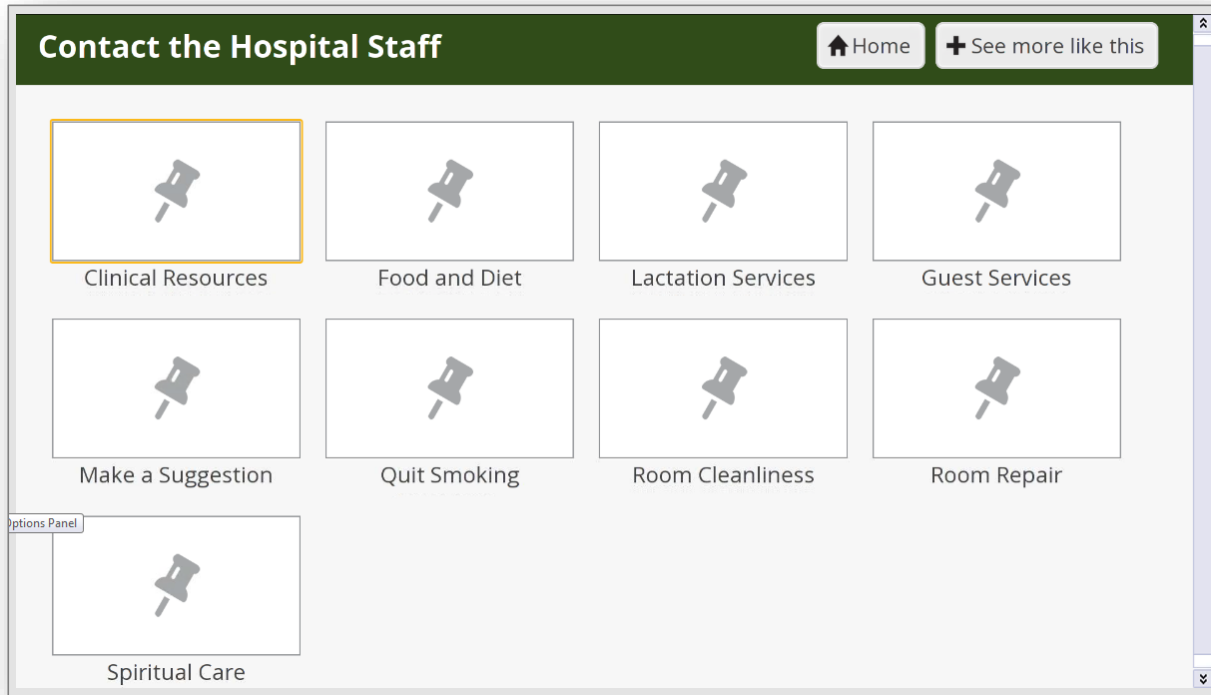 Contact the Hospital Staff
Home
See more like this
Clinical Resources
Food and Diet
Lactation Services
Guest Services
Make a Suggestion
Quit Smoking
Room Cleanliness
Room Repair
ptions Panel
Spiritual Care